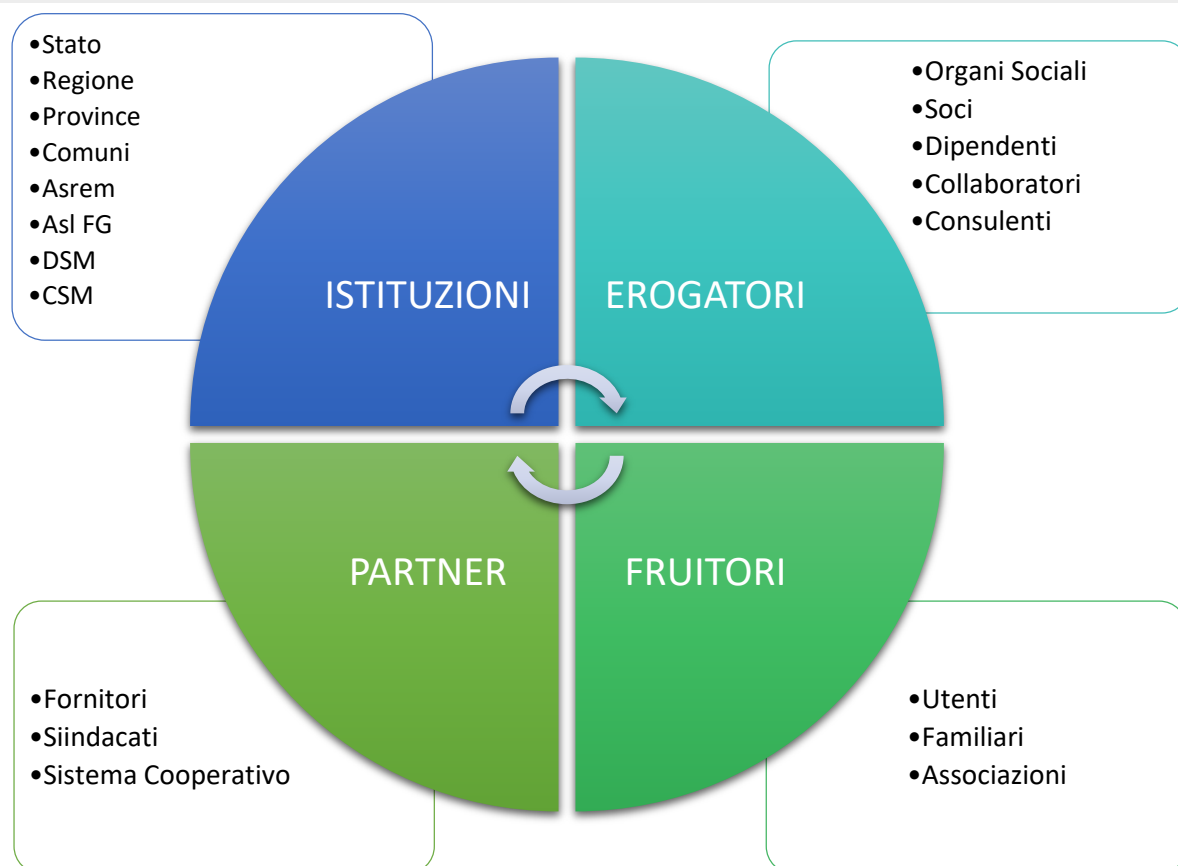 •Stato
•Regione
•Province
•Comuni
•Asrem
•Asl FG
•DSM
•CSM
•Organi Sociali
•Soci
•Dipendenti
•Collaboratori
•Consulenti
ISTITUZIONI
EROGATORI
PARTNER
FRUITORI
•Fornitori
•Siindacati
•Sistema Cooperativo
•Utenti
•Familiari
•Associazioni